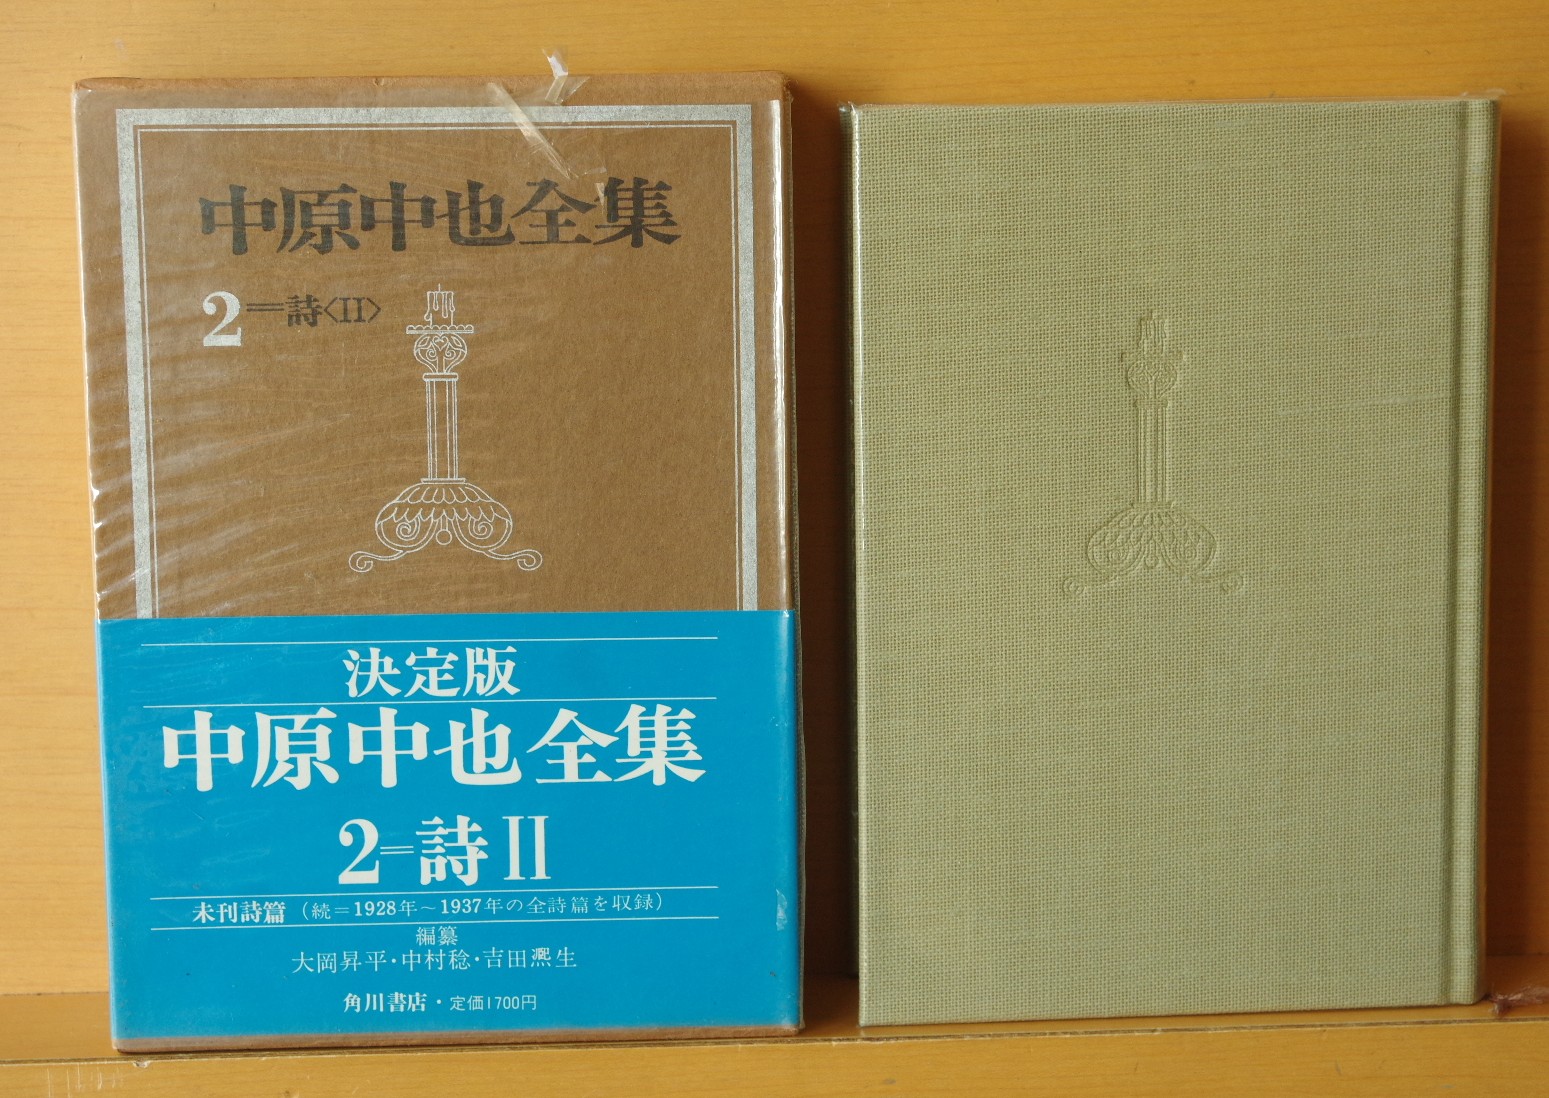 中原中也全集
2＝詩〈II〉
決定版
中原中也全集
2＝詩II
未刊詩篇（続＝1928年～1937年の全詩篇を収録）
編纂
大岡昇平・中村稔・吉田凞生
角川書店・定価1700円